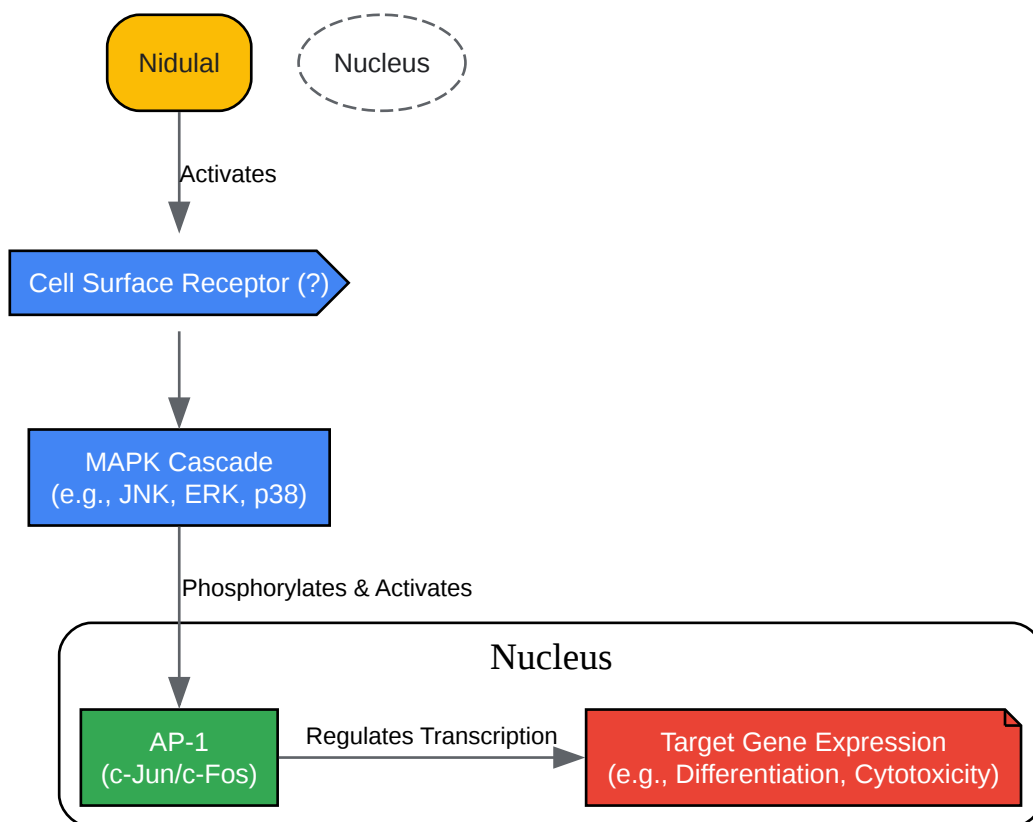 Nidulal
Nucleus
Activates
Cell Surface Receptor (?)
MAPK Cascade
(e.g., JNK, ERK, p38)
Phosphorylates & Activates
Nucleus
AP-1
(c-Jun/c-Fos)
Regulates Transcription
Target Gene Expression
(e.g., Differentiation, Cytotoxicity)